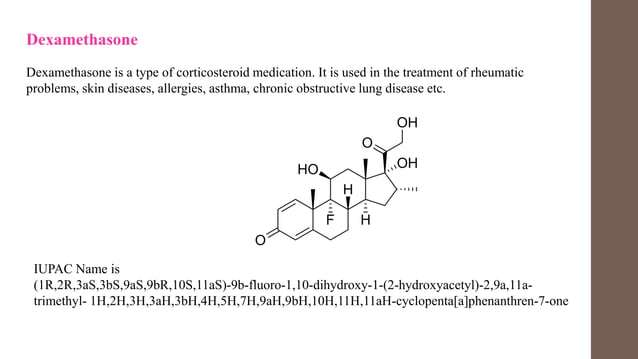 Dexamethasone
Dexamethasone is a type of corticosteroid medication. It is used in the treatment of rheumatic
problems, skin diseases, allergies, asthma, chronic obstructive lung disease etc.
OH
O
HO
OH
H
F
H
O
IUPAC Name is
(1R,2R,3aS,3bS,9aS,9bR,10S,11aS)-9b-fluoro-1,10-dihydroxy-1-(2-hydroxyacetyl)-2,9a,11a-
trimethyl- 1H,2H,3H,3aH,3bH,4H,5H,7H,9aH,9bH,10H,11H,11aH-cyclopenta[a]phenanthren-7-one